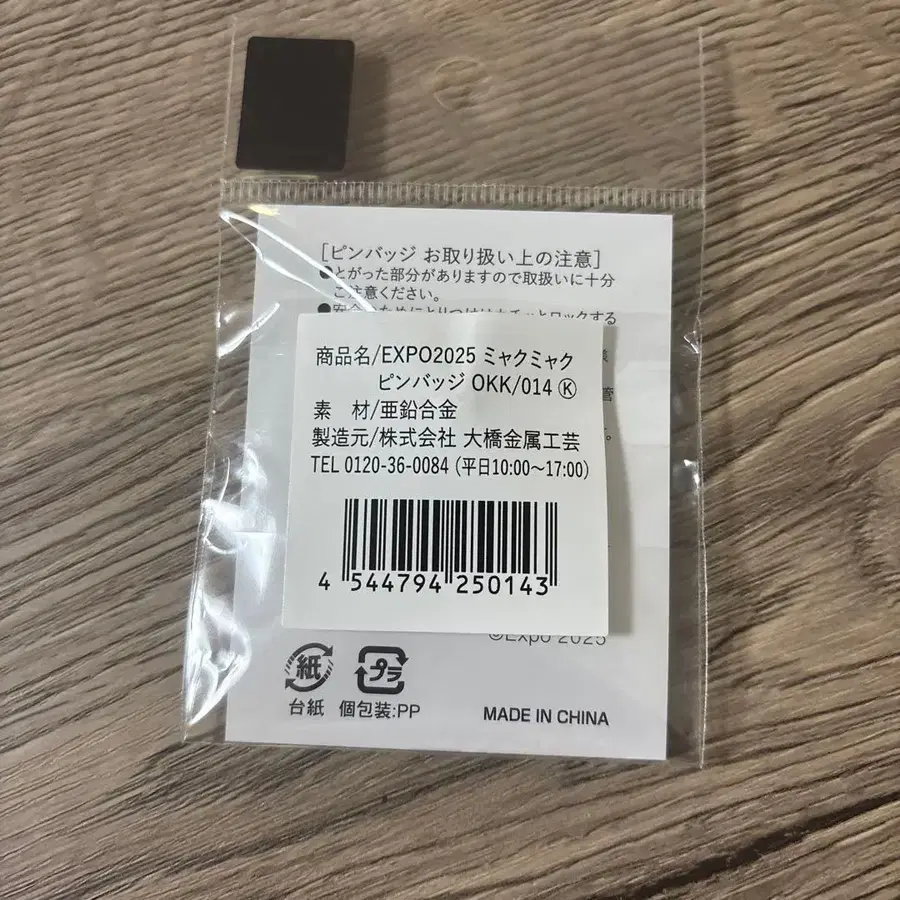 [ピンバッジ お取り扱い上の注意]
●とがった部分がありますので取扱いに十分
ご注意ください。
商品名/EXPO2025 ミャクミャク
ピンバッジ OKK/014 Ⓚ
素 材/亜鉛合金
製造元/株式会社 大橋金属工芸
TEL 0120-36-0084 (平日10:00~17:00)
4 544794 250143
©Expo 2025
紙 プラ
台紙 個包装:PP
MADE IN CHINA